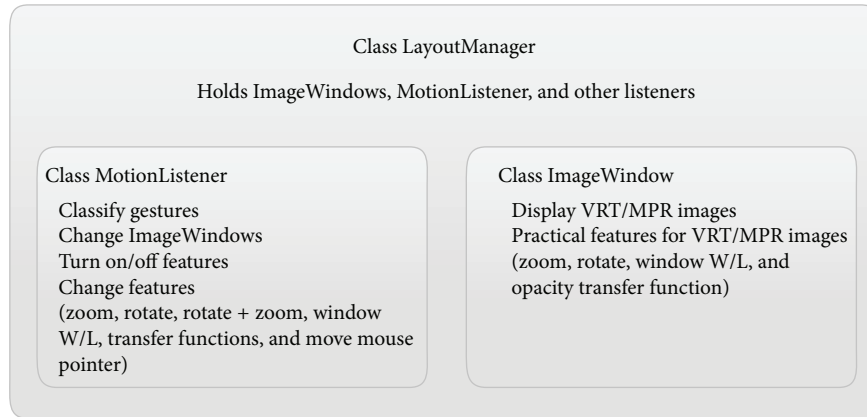 Class LayoutManager
Holds ImageWindows, MotionListener, and other listeners
Class MotionListener
Classify gestures
Change ImageWindows
Turn on/off features
Change features
(zoom, rotate, rotate + zoom, window
W/L, transfer functions, and move mouse
pointer)
Class ImageWindow
Display VRT/MPR images
Practical features for VRT/MPR images
(zoom, rotate, window W/L, and
opacity transfer function)